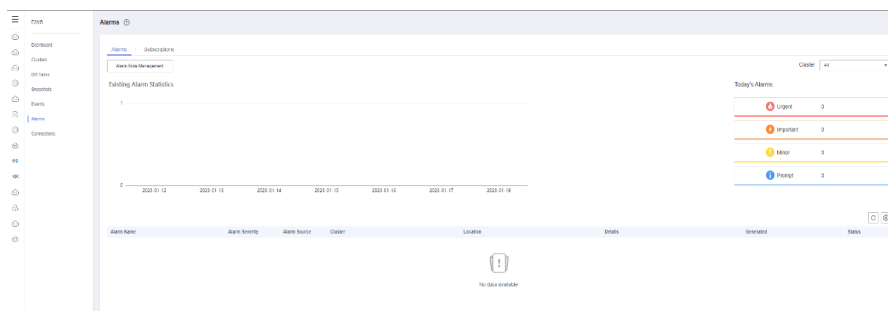 DWS
Alarms
Dashboard
Clusters
DR Tasks
Snapshots
Events
Alarms
Connections
Alarms Subscriptions
Alarm Rule Management
Cluster All
Existing Alarm Statistics
1
0
2023-01-12 2023-01-13 2023-01-14 2023-01-15 2023-01-16 2023-01-17 2023-01-18
Today's Alarms
Urgent 0
Important 0
Minor 0
Prompt 0
Alarm Name Alarm Severity Alarm Source Cluster Location Details Generated Status
No data available